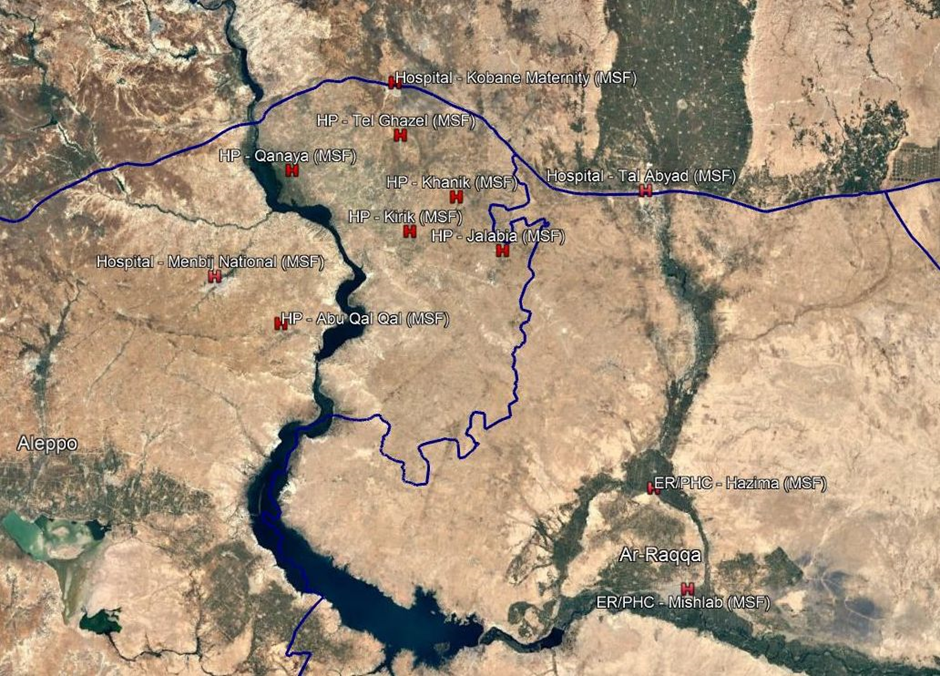 Hospital - Kobane Maternity (MSF)
HP - Tel Ghazel (MSF)
HP - Qanaya (MSF)
Hospital - Tal Abyad (MSF)
HP - Khanik (MSF)
HP - Kirik (MSF)
HP - Jalabia (MSF)
Hospital - Menbij National (MSF)
HP - Abu Qal Qal (MSF)
Aleppo
ER/PHC - Hazima (MSF)
Ar-Raqqa
ER/PHC - Mishlab (MSF)